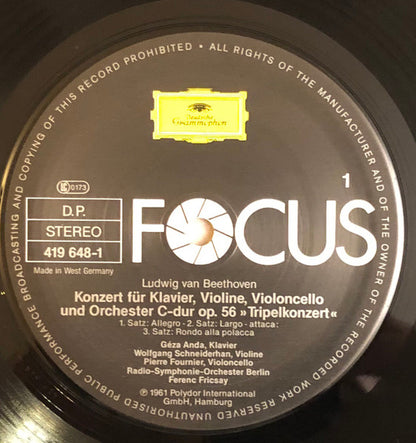 ALL RIGHTS OF THE MANUFACTURER AND OF THE OWNER OF THE RECORDED WORK RESERVED • UNAUTHORISED PUBLIC PERFORMANCE BROADCASTING AND COPYING OF THIS RECORD PROHIBITED •
Deutsche
Grammophon
0173
1
D.P.
STEREO
419 648-1
FOCUS
Made in West Germany
Ludwig van Beethoven
Konzert für Klavier, Violine, Violoncello
und Orchester C-dur op. 56 »Tripelkonzert«
1. Satz: Allegro - 2. Satz: Largo - attaca:
3. Satz: Rondo alla polacca
Géza Anda, Klavier
Wolfgang Schneiderhan, Violine
Pierre Fournier, Violoncello
Radio-Symphonie-Orchester Berlin
Ferenc Fricsay
℗ 1961 Polydor International
GmbH, Hamburg